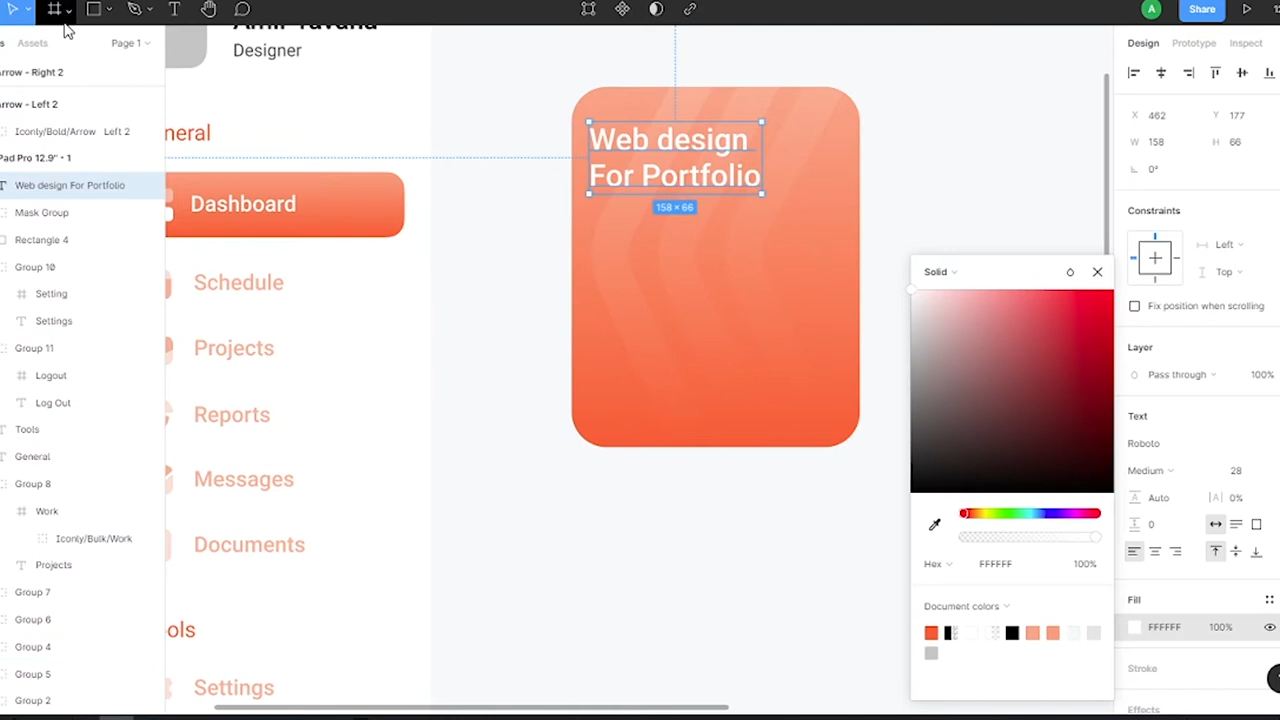 Share
Assets
Page 1
Arrow - Right 2
Arrow - Left 2
Iconly/Bold/Arrow Left 2
Pad Pro 12.9" - 1
Web design For Portfolio
Mask Group
Rectangle 4
Group 10
Setting
Settings
Group 11
Logout
Log Out
Tools
General
Group 8
Work
Iconly/Bulk/Work
Projects
Group 7
Group 6
Group 4
Group 5
Group 2
Designer
neral
Dashboard
Schedule
Projects
Reports
Messages
Documents
ols
Settings
Web design
For Portfolio
158 × 66
Solid
Hex
FFFFFF
100%
Document colors
A
Design
Prototype
Inspect
X 462
Y 177
W 158
H 66
0°
Constraints
Left
Top
Fix position when scrolling
Layer
Pass through
100%
Text
Roboto
Medium
28
Auto
|A| 0%
0
Fill
FFFFFF
100%
Stroke
Effects